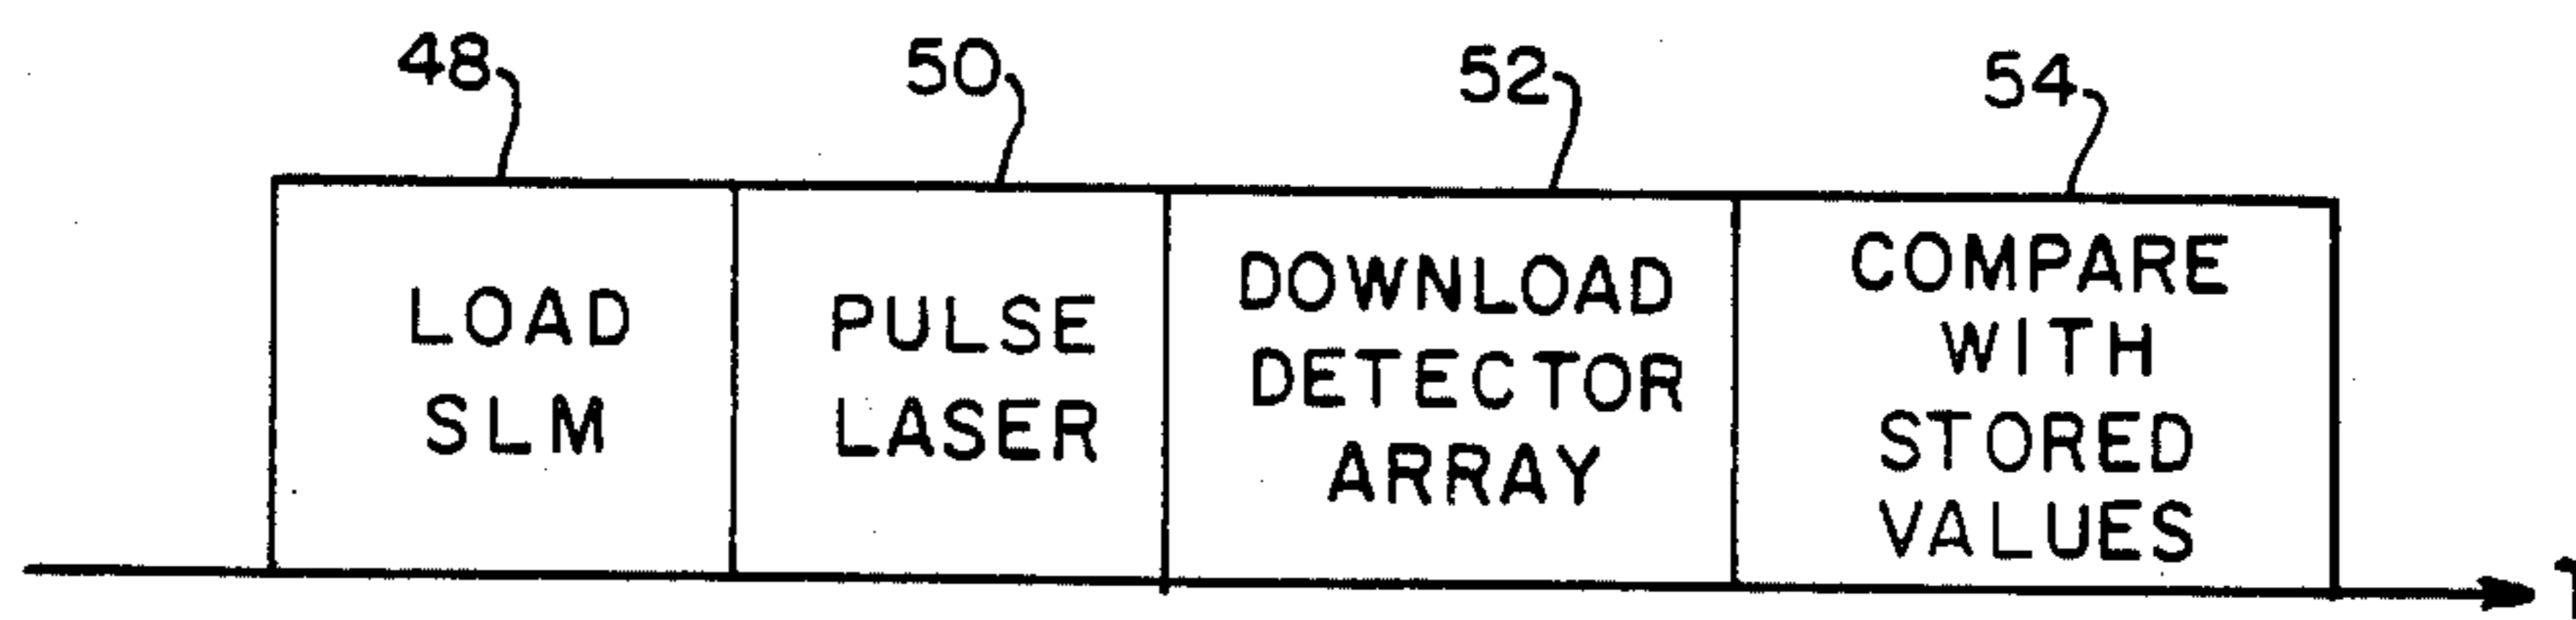 48 50 52 54
LOAD
SLM
PULSE
LASER
DOWNLOAD
DETECTOR
ARRAY
COMPARE
WITH
STORED
VALUES